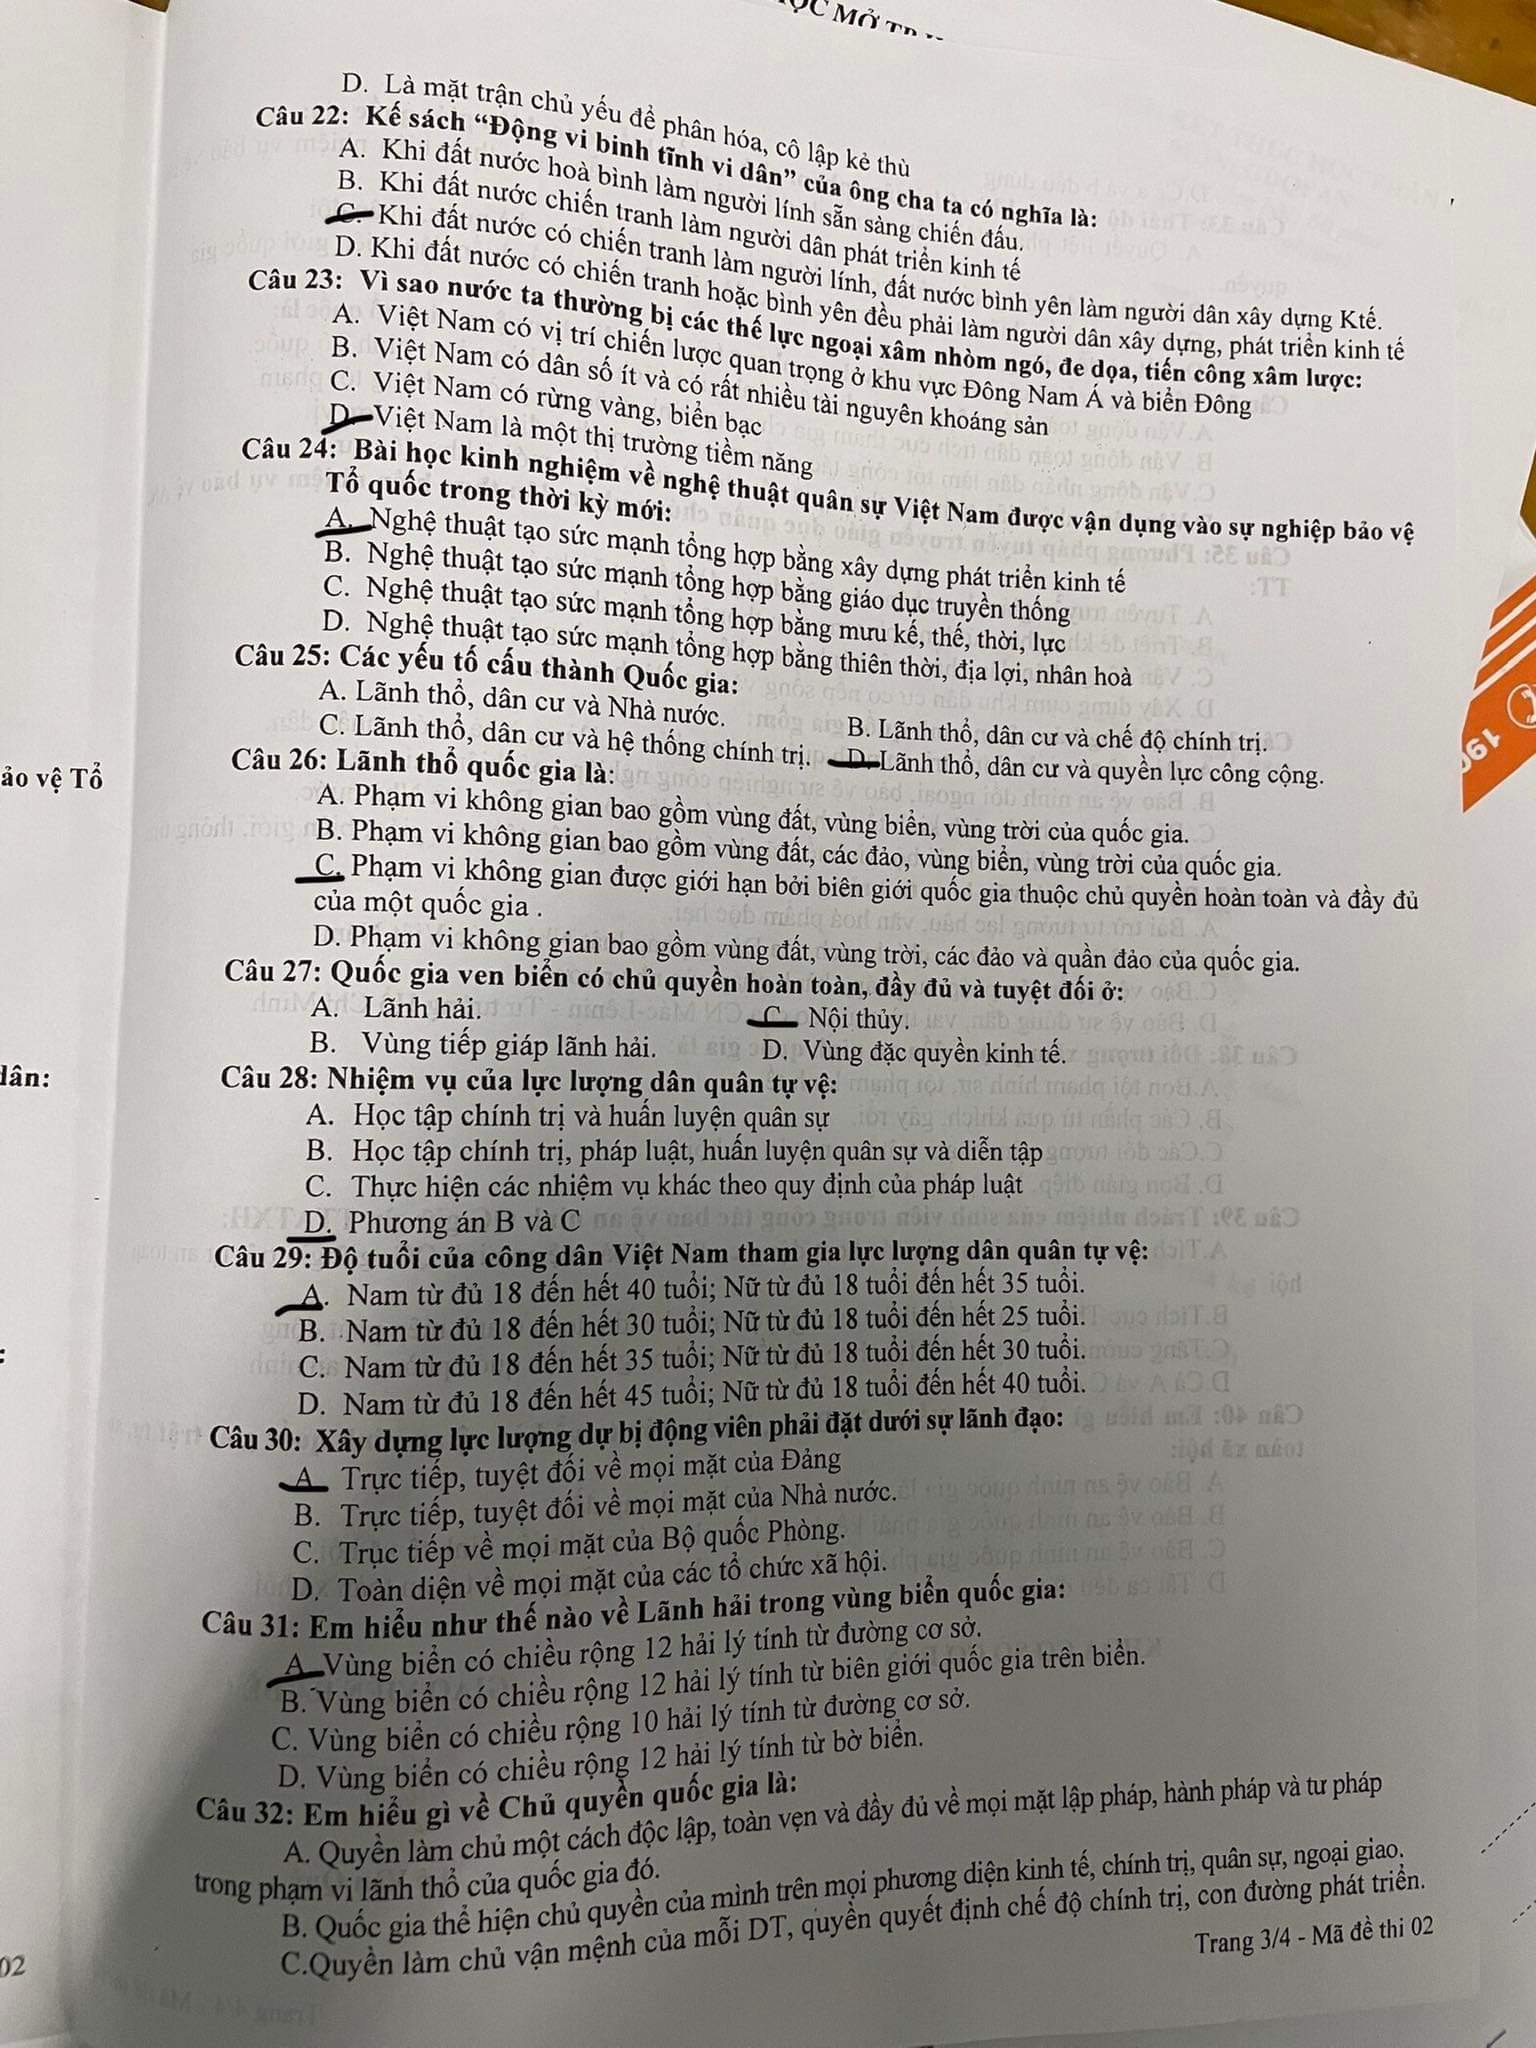 ỌC MỞ TP
D. Là mặt trận chủ yếu để phân hóa, cô lập kẻ thù
Câu 22: Kế sách “Động vi binh tĩnh vi dân” của ông cha ta có nghĩa là:
A. Khi đất nước hoà bình làm người lính sẵn sàng chiến đấu.
B. Khi đất nước chiến tranh làm người dân phát triển kinh tế
C. Khi đất nước có chiến tranh làm người lính, đất nước bình yên làm người dân xây dựng Ktế.
D. Khi đất nước có chiến tranh hoặc bình yên đều phải làm người dân xây dựng, phát triển kinh tế
Câu 23: Vì sao nước ta thường bị các thế lực ngoại xâm nhòm ngó, đe dọa, tiến công xâm lược:
A. Việt Nam có vị trí chiến lược quan trọng ở khu vực Đông Nam Á và biển Đông
B. Việt Nam có dân số ít và có rất nhiều tài nguyên khoáng sản
C. Việt Nam có rừng vàng, biển bạc
D. Việt Nam là một thị trường tiềm năng
Câu 24: Bài học kinh nghiệm về nghệ thuật quân sự Việt Nam được vận dụng vào sự nghiệp bảo vệ
Tổ quốc trong thời kỳ mới:
A. Nghệ thuật tạo sức mạnh tổng hợp bằng xây dựng phát triển kinh tế
B. Nghệ thuật tạo sức mạnh tổng hợp bằng giáo dục truyền thống
C. Nghệ thuật tạo sức mạnh tổng hợp bằng mưu kế, thế, thời, lực
D. Nghệ thuật tạo sức mạnh tổng hợp bằng thiên thời, địa lợi, nhân hoà
Câu 25: Các yếu tố cấu thành Quốc gia:
A. Lãnh thổ, dân cư và Nhà nước. B. Lãnh thổ, dân cư và chế độ chính trị.
C. Lãnh thổ, dân cư và hệ thống chính trị. D. Lãnh thổ, dân cư và quyền lực công cộng.
Câu 26: Lãnh thổ quốc gia là:
A. Phạm vi không gian bao gồm vùng đất, vùng biển, vùng trời của quốc gia.
B. Phạm vi không gian bao gồm vùng đất, các đảo, vùng biển, vùng trời của quốc gia.
C. Phạm vi không gian được giới hạn bởi biên giới quốc gia thuộc chủ quyền hoàn toàn và đầy đủ
của một quốc gia .
D. Phạm vi không gian bao gồm vùng đất, vùng trời, các đảo và quần đảo của quốc gia.
Câu 27: Quốc gia ven biển có chủ quyền hoàn toàn, đầy đủ và tuyệt đối ở:
A. Lãnh hải. C. Nội thủy.
B. Vùng tiếp giáp lãnh hải. D. Vùng đặc quyền kinh tế.
Câu 28: Nhiệm vụ của lực lượng dân quân tự vệ:
A. Học tập chính trị và huấn luyện quân sự
B. Học tập chính trị, pháp luật, huấn luyện quân sự và diễn tập
C. Thực hiện các nhiệm vụ khác theo quy định của pháp luật
D. Phương án B và C
Câu 29: Độ tuổi của công dân Việt Nam tham gia lực lượng dân quân tự vệ:
A. Nam từ đủ 18 đến hết 40 tuổi; Nữ từ đủ 18 tuổi đến hết 35 tuổi.
B. Nam từ đủ 18 đến hết 30 tuổi; Nữ từ đủ 18 tuổi đến hết 25 tuổi.
C. Nam từ đủ 18 đến hết 35 tuổi; Nữ từ đủ 18 tuổi đến hết 30 tuổi.
D. Nam từ đủ 18 đến hết 45 tuổi; Nữ từ đủ 18 tuổi đến hết 40 tuổi.
Câu 30: Xây dựng lực lượng dự bị động viên phải đặt dưới sự lãnh đạo:
A Trực tiếp, tuyệt đối về mọi mặt của Đảng
B. Trực tiếp, tuyệt đối về mọi mặt của Nhà nước.
C. Trục tiếp về mọi mặt của Bộ quốc Phòng.
D. Toàn diện về mọi mặt của các tổ chức xã hội.
Câu 31: Em hiểu như thế nào về Lãnh hải trong vùng biển quốc gia:
A. Vùng biển có chiều rộng 12 hải lý tính từ đường cơ sở.
B. Vùng biển có chiều rộng 12 hải lý tính từ biên giới quốc gia trên biển.
C. Vùng biển có chiều rộng 10 hải lý tính từ đường cơ sở.
D. Vùng biển có chiều rộng 12 hải lý tính từ bờ biển.
Câu 32: Em hiểu gì về Chủ quyền quốc gia là:
A. Quyền làm chủ một cách độc lập, toàn vẹn và đầy đủ về mọi mặt lập pháp, hành pháp và tư pháp
trong phạm vi lãnh thổ của quốc gia đó.
B. Quốc gia thể hiện chủ quyền của mình trên mọi phương diện kinh tế, chính trị, quân sự, ngoại giao.
C.Quyền làm chủ vận mệnh của mỗi DT, quyền quyết định chế độ chính trị, con đường phát triển.
Trang 3/4 - Mã đề thi 02
ảo vệ Tổ
dân:
:
02
190